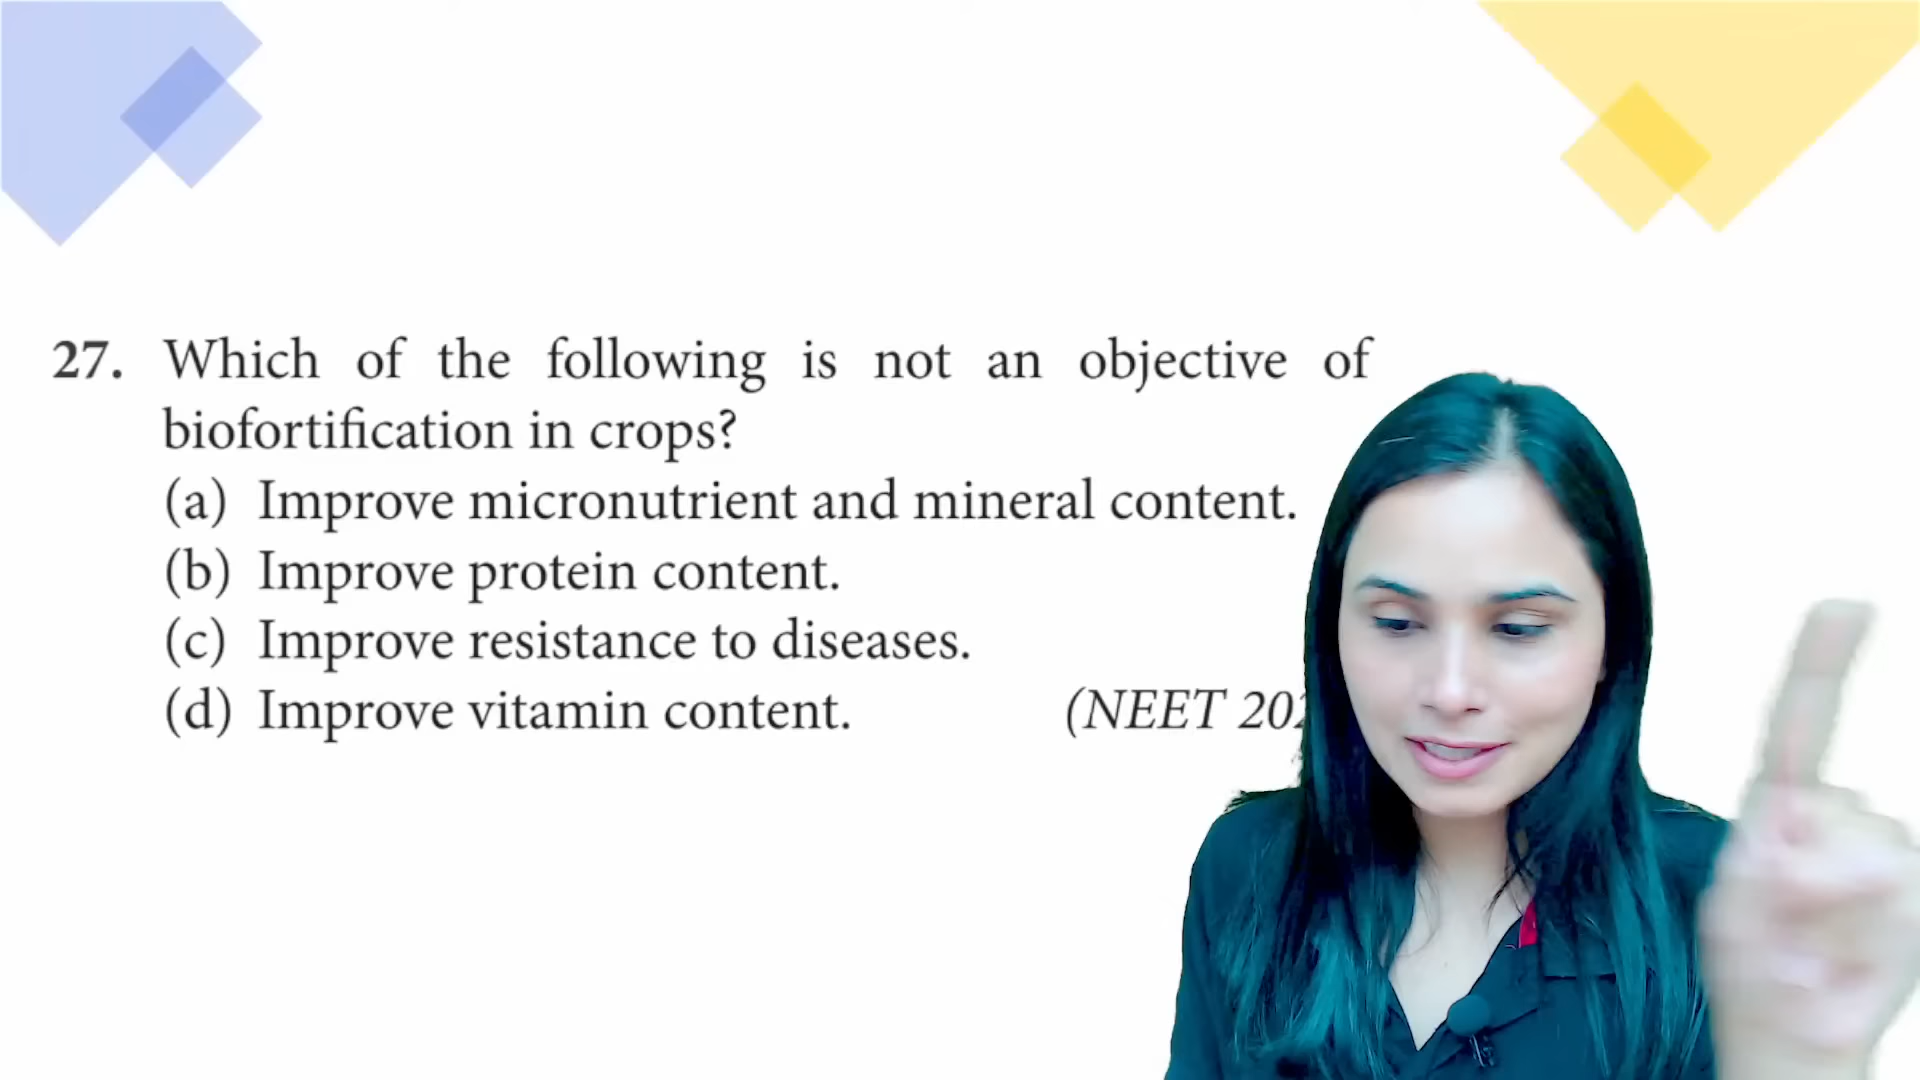 27. Which of the following is not an objective of
biofortification in crops?
(a) Improve micronutrient and mineral content.
(b) Improve protein content.
(c) Improve resistance to diseases.
(d) Improve vitamin content. (NEET